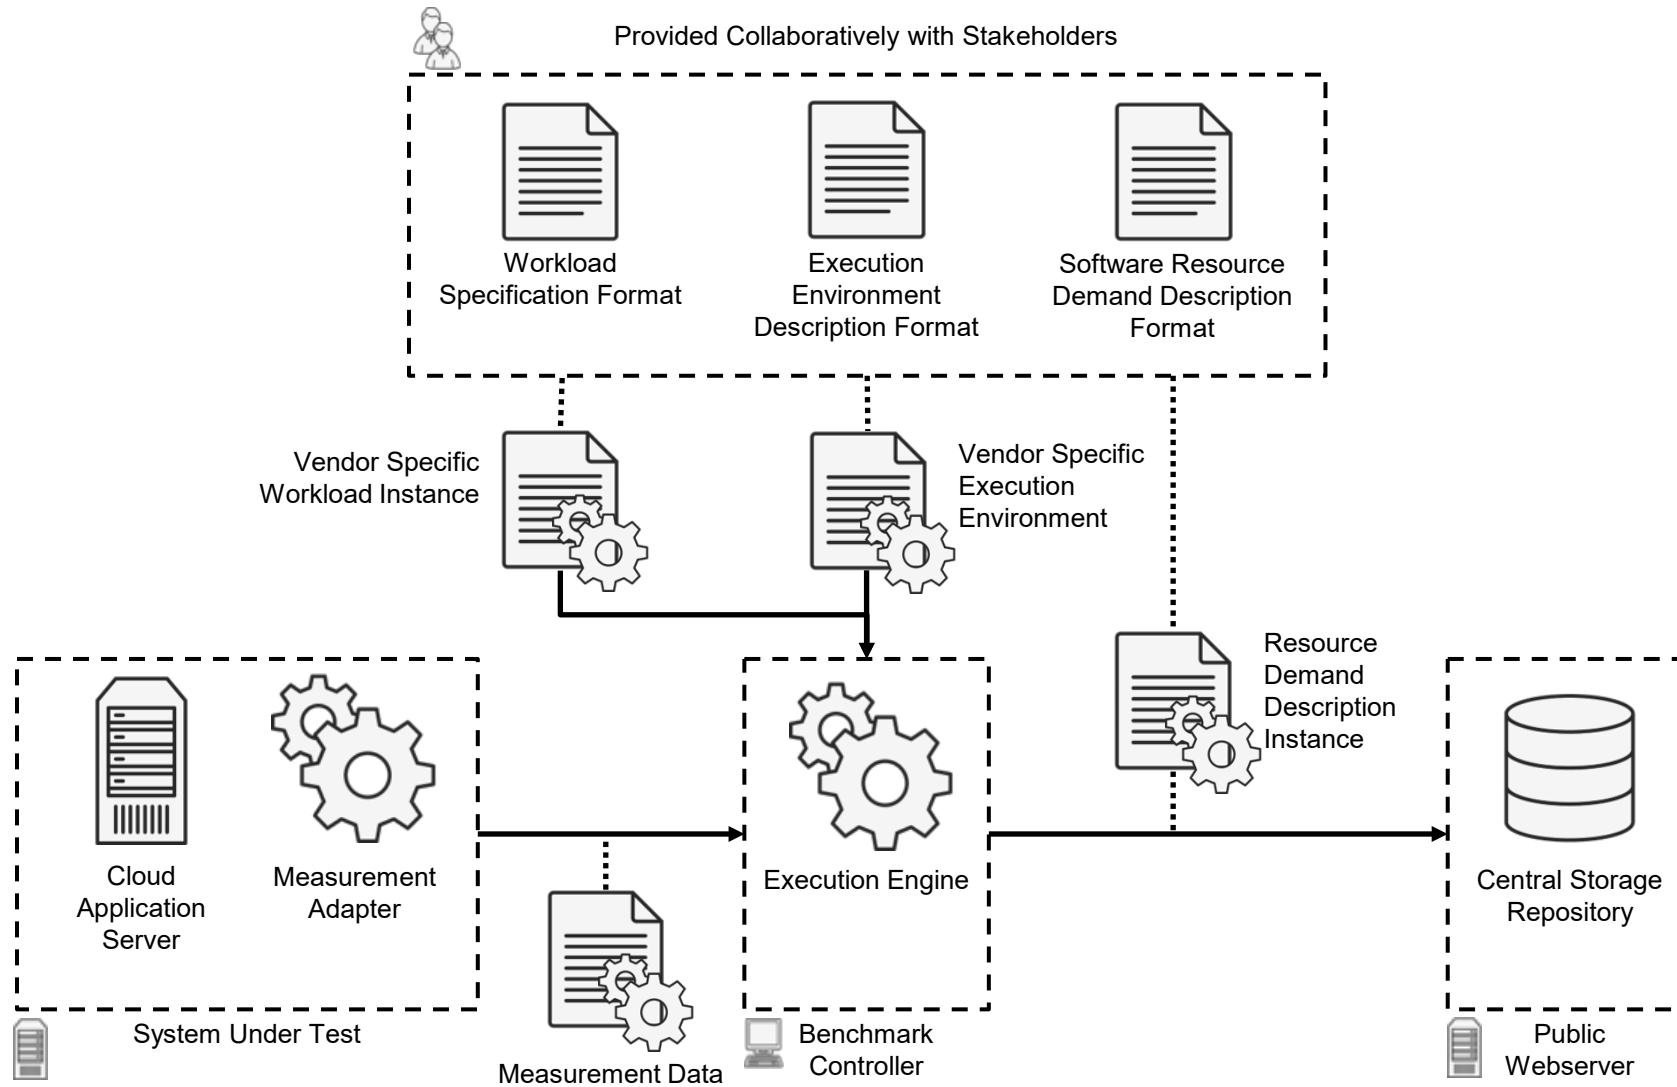 Provided Collaboratively with Stakeholders
Workload
Specification Format
Execution
Environment
Description Format
Software Resource
Demand Description
Format
Vendor Specific
Workload Instance
Vendor Specific
Execution
Environment
Resource
Demand
Description
Instance
Cloud
Application
Server
Measurement
Adapter
Execution Engine
Central Storage
Repository
System Under Test
Measurement Data
Benchmark
Controller
Public
Webserver